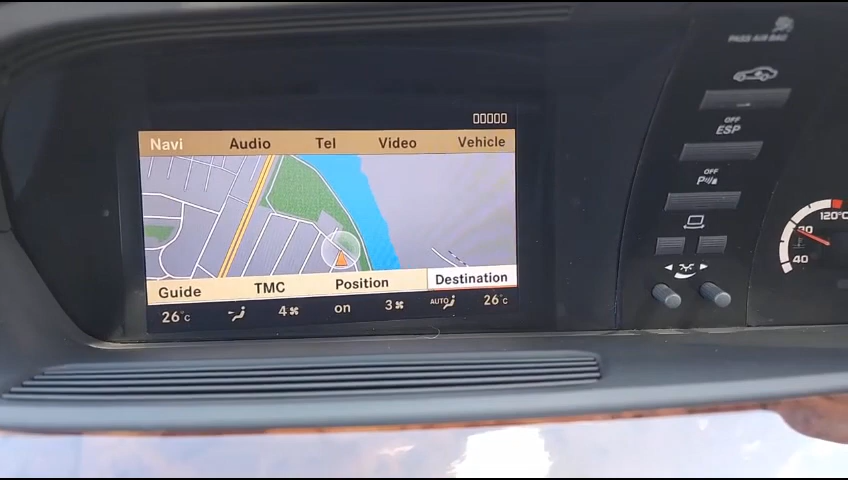 PASS AIR BAG
00000
Navi Audio Tel Video Vehicle
OFF
ESP
OFF
P
120°C
40
Guide TMC Position Destination
26°C 4 on 3 AUTO 26°C